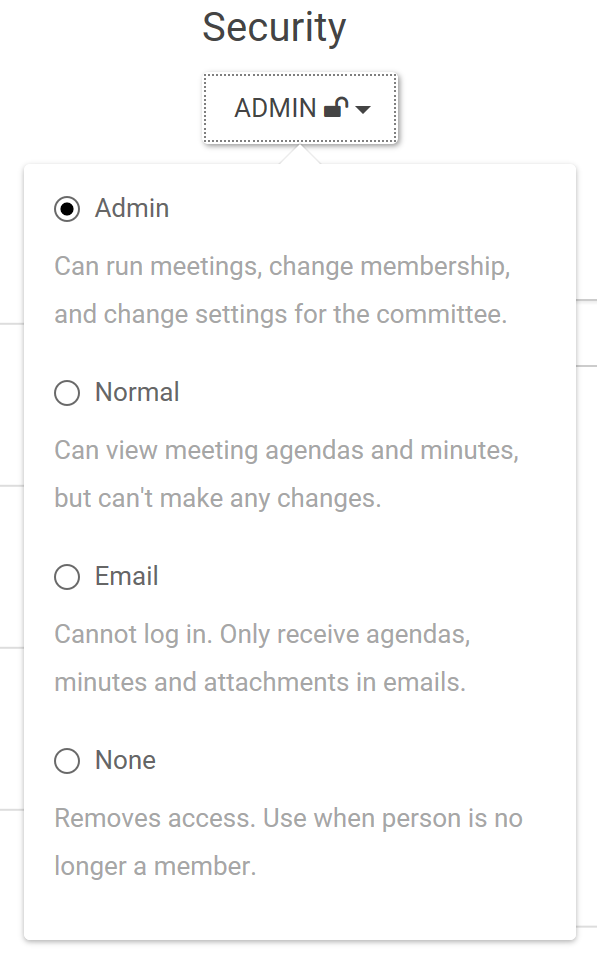 Security
ADMIN
Admin
Can run meetings, change membership,
and change settings for the committee.
Normal
Can view meeting agendas and minutes,
but can't make any changes.
Email
Cannot log in. Only receive agendas,
minutes and attachments in emails.
None
Removes access. Use when person is no
longer a member.